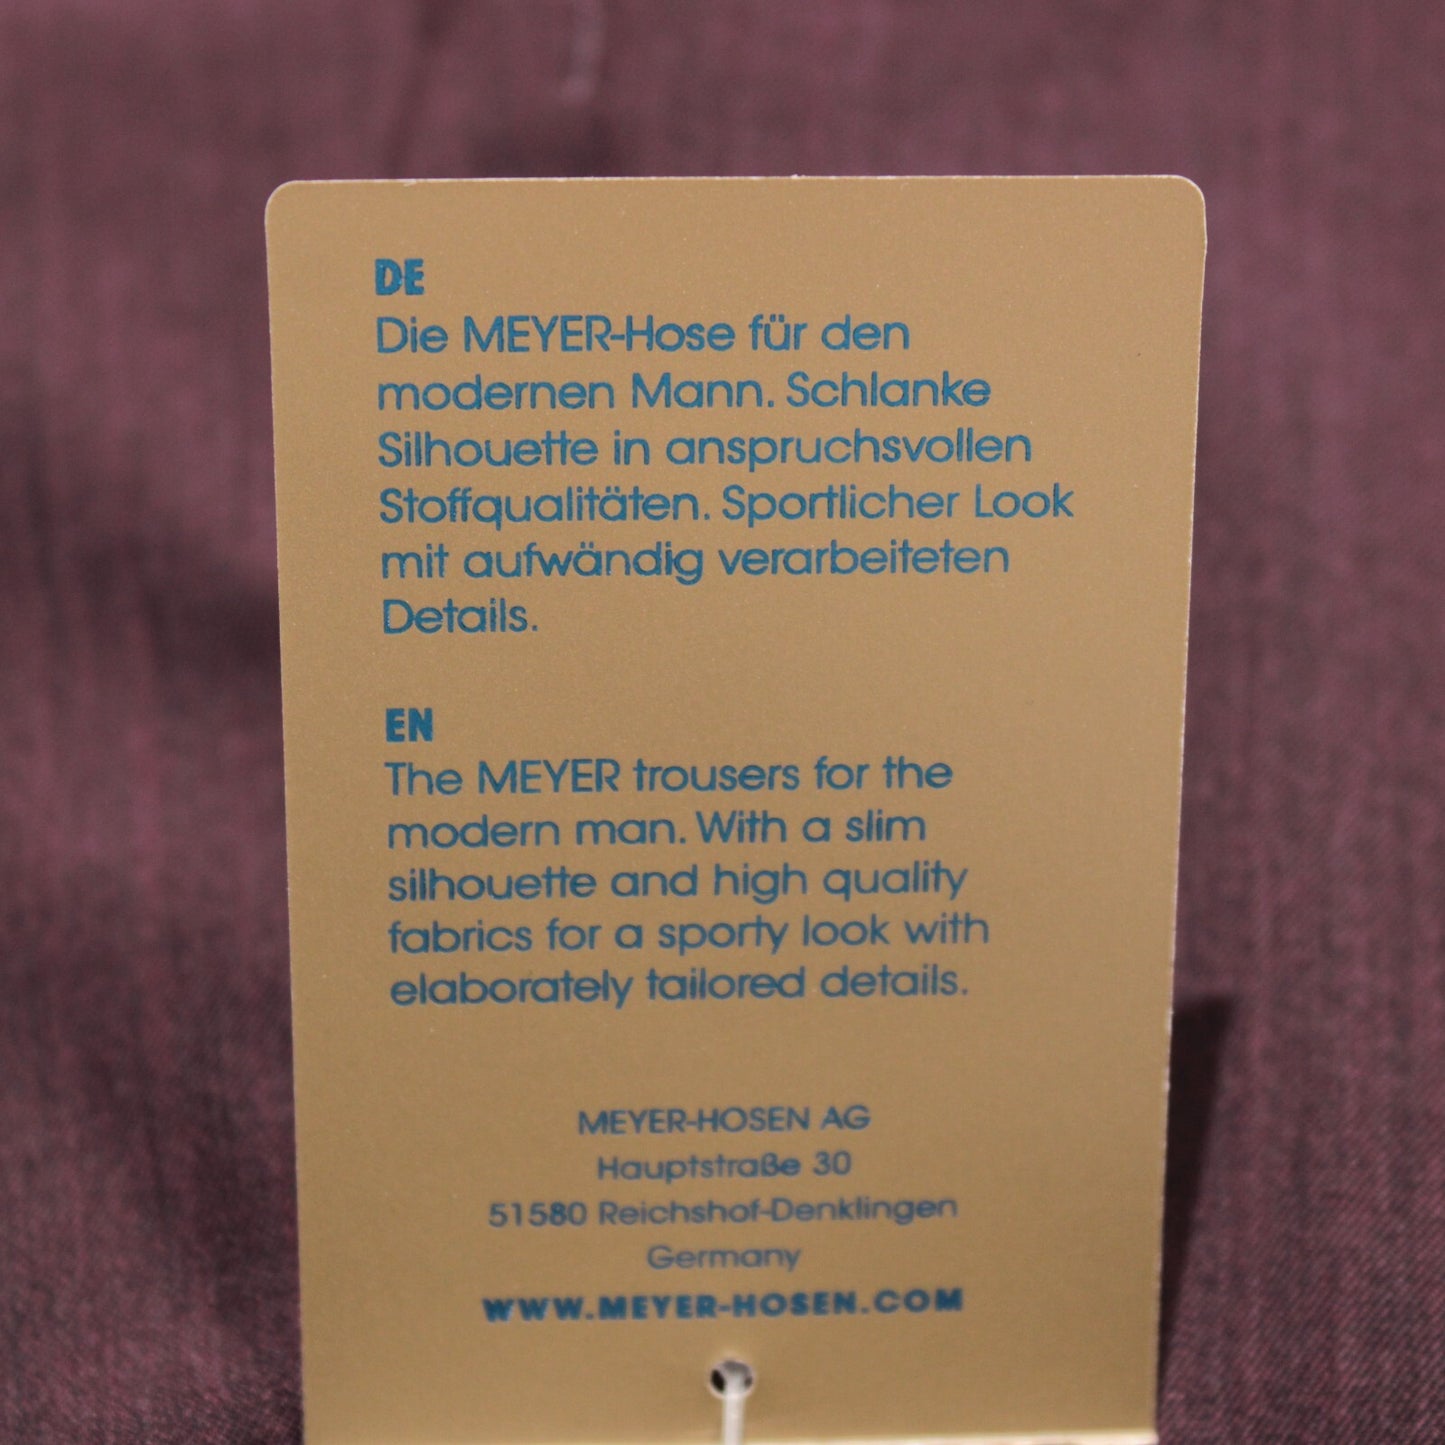 DE
Die MEYER-Hose für den
modernen Mann. Schlanke
Silhouette in anspruchsvollen
Stoffqualitäten. Sportlicher Look
mit aufwändig verarbeiteten
Details.
EN
The MEYER trousers for the
modern man. With a slim
silhouette and high quality
fabrics for a sporty look with
elaborately tailored details.
MEYER-HOSEN AG
Hauptstraße 30
51580 Reichshof-Denklingen
Germany
WWW.MEYER-HOSEN.COM